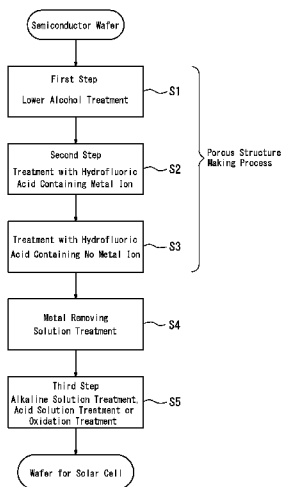 Semiconductor Wafer
First Step
Lower Alcohol Treatment
S1
Second Step
Treatment with Hydrofluoric
Acid Containing Metal Ion
S2
Porous Structure
Making Process
Treatment with Hydrofluoric
Acid Containing No Metal Ion
S3
Metal Removing
Solution Treatment
S4
Third Step
Alkaline Solution Treatment,
Acid Solution Treatment or
Oxidation Treatment
S5
Wafer for Solar Cell